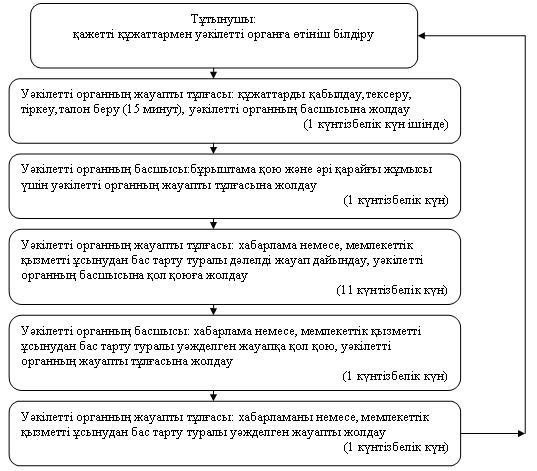 Тұтынушы:
қажетті құжаттармен уәкілетті органға өтініш білдіру
Уәкілетті органның жауапты тұлғасы: құжаттарды қабылдау,тексеру,
тіркеу,талон беру (15 минут), уәкілетті органның басшысына жолдау
(1 күнтізбелік күн ішінде)
Уәкілетті органның басшысы:бұрыштама қою және әрі қарайғы жұмысы
үшін уәкілетті органның жауапты тұлғасына жолдау
(1 күнтізбелік күн)
Уәкілетті органның жауапты тұлғасы: хабарлама немесе, мемлекеттік
қызметті ұсынудан бас тарту туралы дәлелді жауап дайындау, уәкілетті
органның басшысына қол қоюға жолдау
(11 күнтізбелік күн)
Уәкілетті органның басшысы: хабарлама немесе, мемлекеттік қызметті
ұсынудан бас тарту туралы уәжделген жауапқа қол қою, уәкілетті
органның жауапты тұлғасына жолдау
(1 күнтізбелік күн)
Уәкілетті органның жауапты тұлғасы: хабарламаны немесе, мемлекеттік
қызметті ұсынудан бас тарту туралы уәжделген жауапты жолдау
(1 күнтізбелік күн)